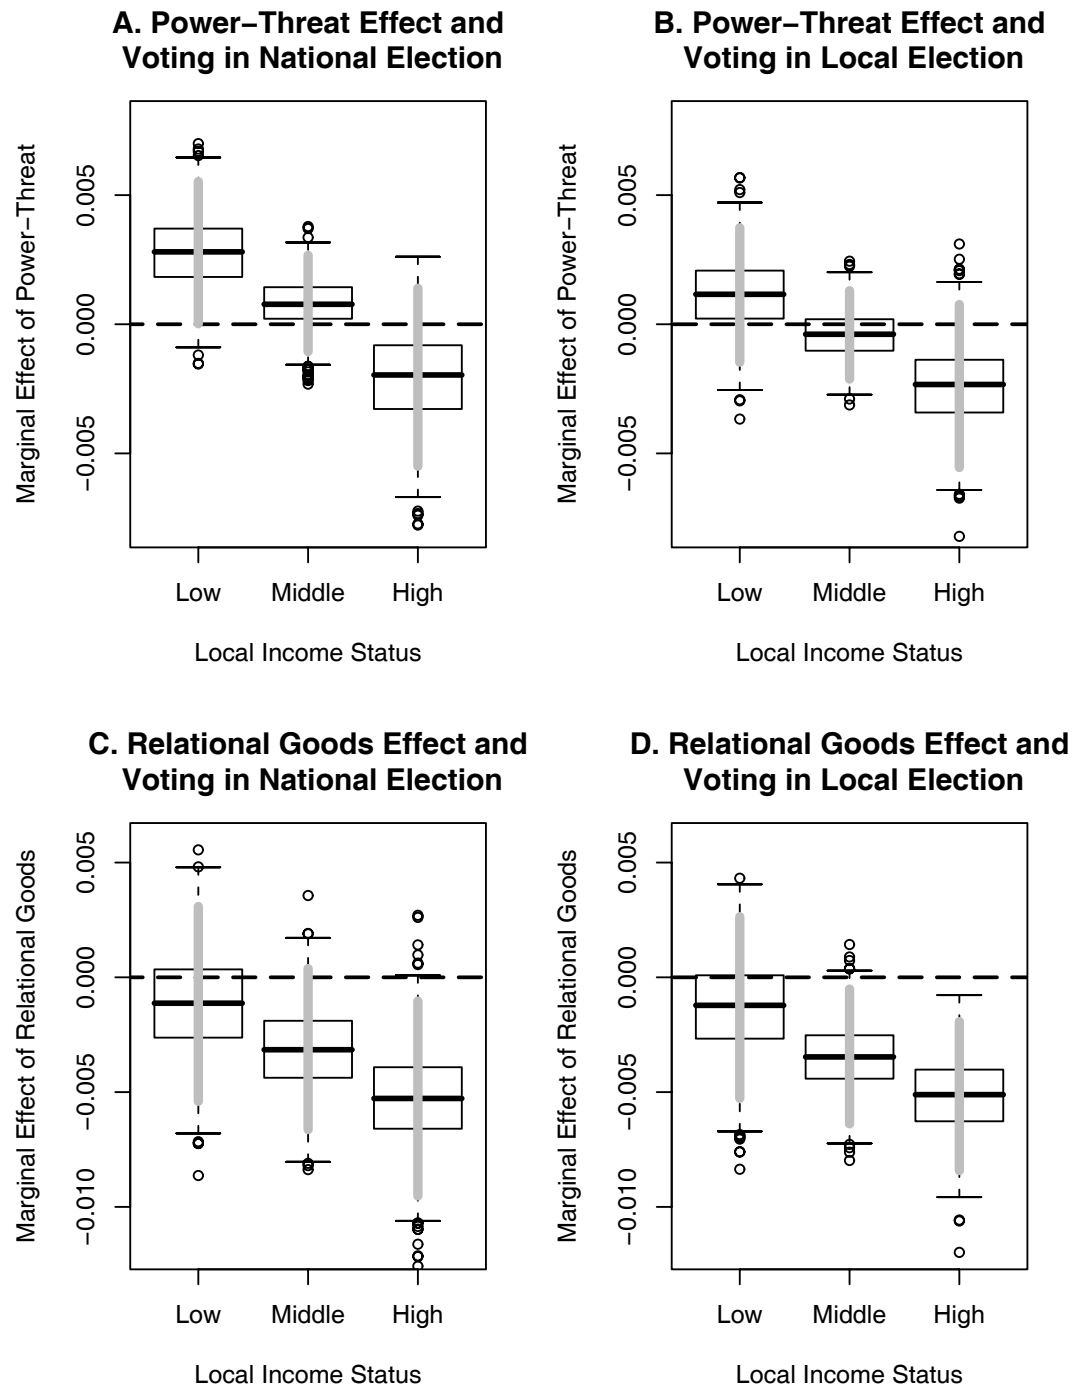 A. Power−Threat Effect and
Voting in National Election
Marginal Effect of Power−Threat
0.005
0.000
−0.005
Low
Middle
High
Local Income Status
B. Power−Threat Effect and
Voting in Local Election
Marginal Effect of Power−Threat
0.005
0.000
−0.005
Low
Middle
High
Local Income Status
C. Relational Goods Effect and
Voting in National Election
Marginal Effect of Relational Goods
0.005
0.000
−0.005
−0.010
Low
Middle
High
Local Income Status
D. Relational Goods Effect and
Voting in Local Election
Marginal Effect of Relational Goods
0.005
0.000
−0.005
−0.010
Low
Middle
High
Local Income Status